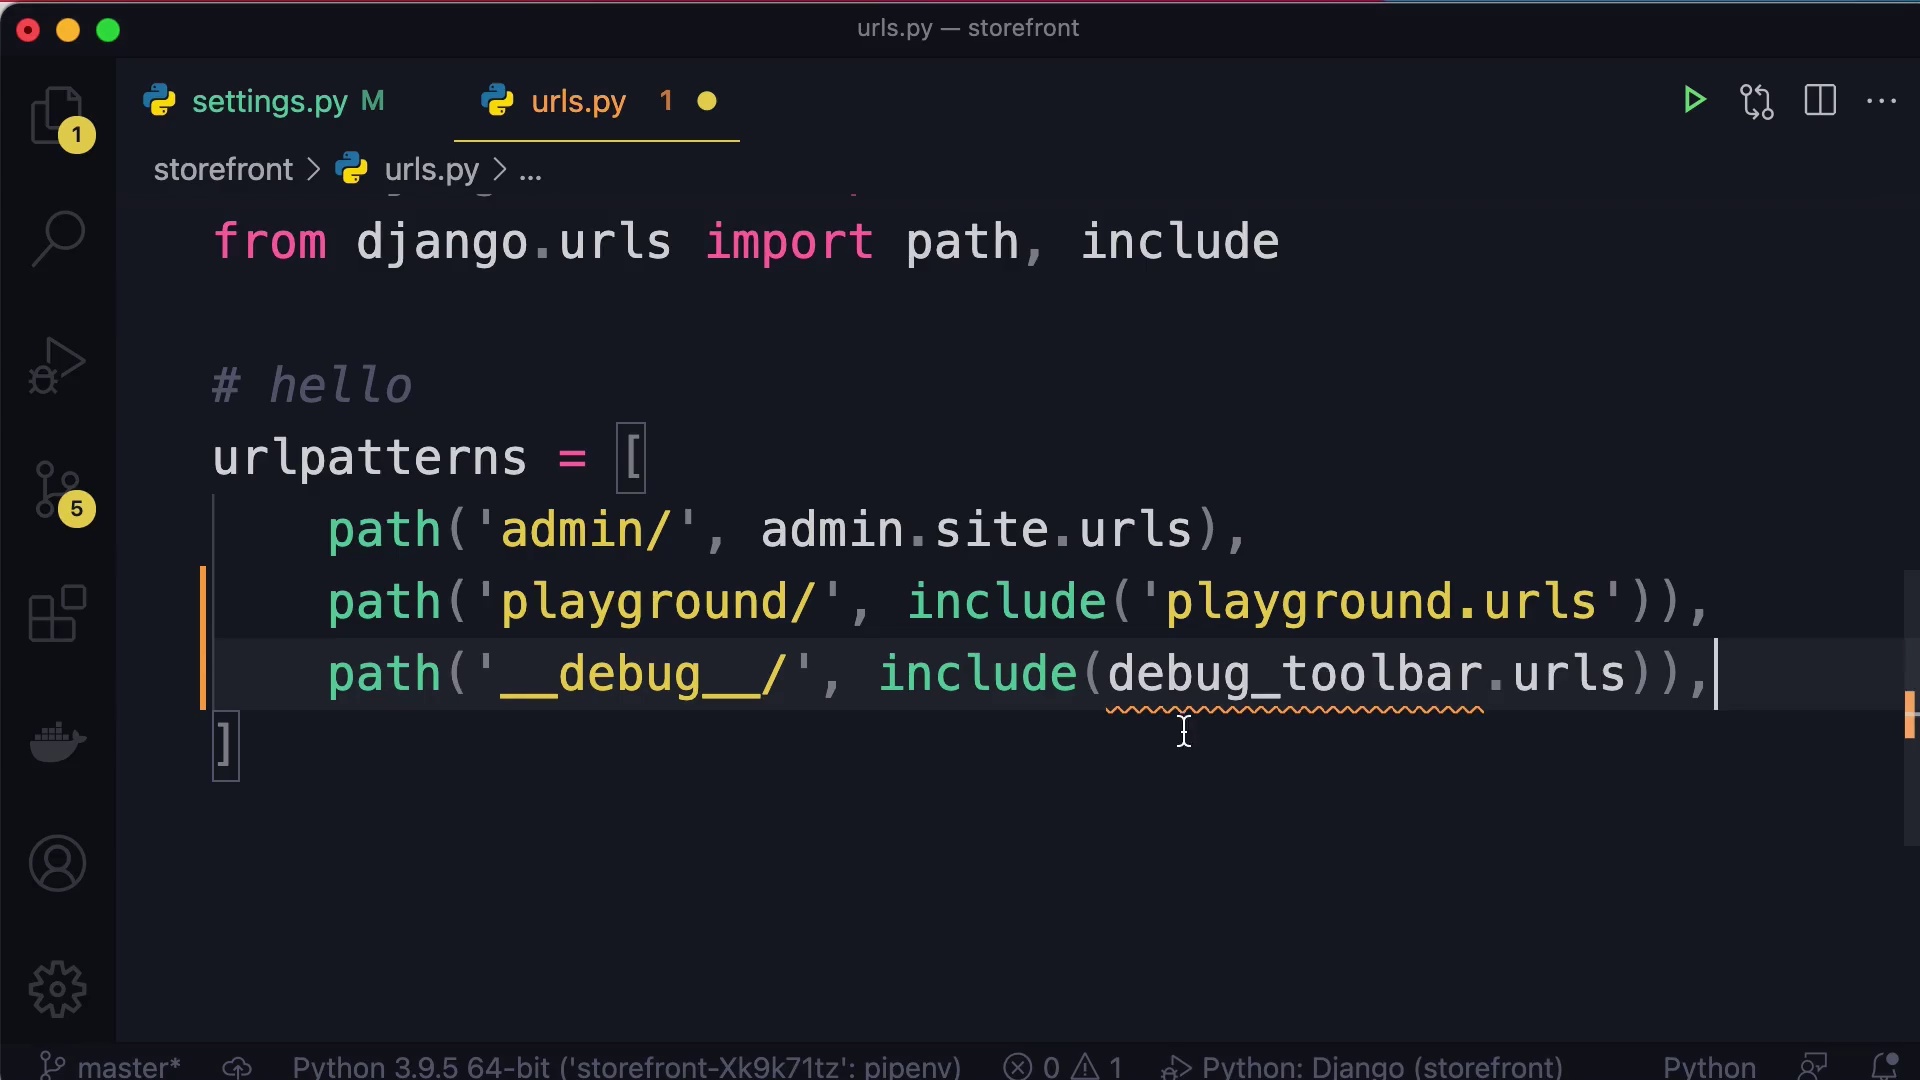 urls.py — storefront
settings.py M urls.py 1
storefront > urls.py > ...
from django.urls import path, include
# hello
urlpatterns = [
path('admin/', admin.site.urls),
path('playground/', include('playground.urls')),
path('__debug__/', include(debug_toolbar.urls)),
]
1
5
master* Python 3.9.5 64-bit ('storefront-Xk9k71tz': pipenv) 0 1 Python: Django (storefront) Python